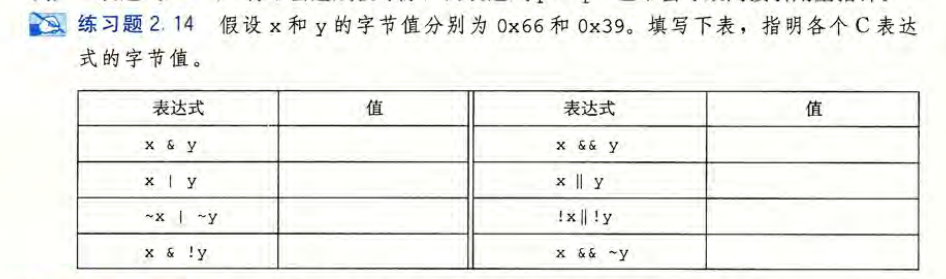 练习题 2.14 假设 x 和 y 的字节值分别为 0x66 和 0x39。填写下表，指明各个 C 表达
式的字节值。
表达式 值 表达式 值
x & y x && y
x | y x || y
~x | ~y !x || !y
x & !y x && ~y